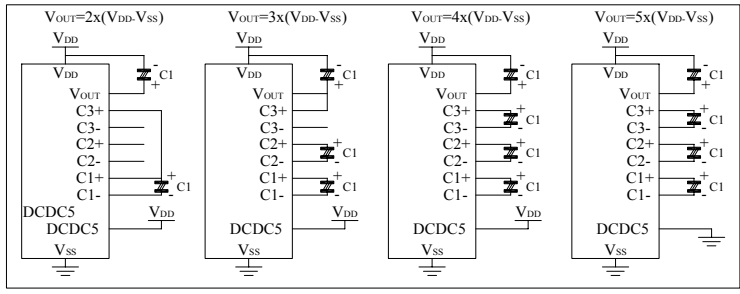 VOUT=2x(VDD-VSS)
VDD
-
C1
+
VDD
VOUT
C3+
C3-
C2+
C2-
C1+
C1-
+
C1
-
DCDC5
VDD
DCDC5
VSS
VOUT=3x(VDD-VSS)
VDD
-
C1
+
VDD
VOUT
C3+
C3-
C2+
C2-
+
C1
-
C1+
C1-
+
C1
-
VDD
DCDC5
VSS
VOUT=4x(VDD-VSS)
VDD
-
C1
+
VDD
VOUT
C3+
C3-
+
C1
-
C2+
C2-
+
C1
-
C1+
C1-
+
C1
-
VDD
DCDC5
VSS
VOUT=5x(VDD-VSS)
VDD
-
C1
+
VDD
VOUT
C3+
C3-
+
C1
-
C2+
C2-
+
C1
-
C1+
C1-
+
C1
-
DCDC5
VSS